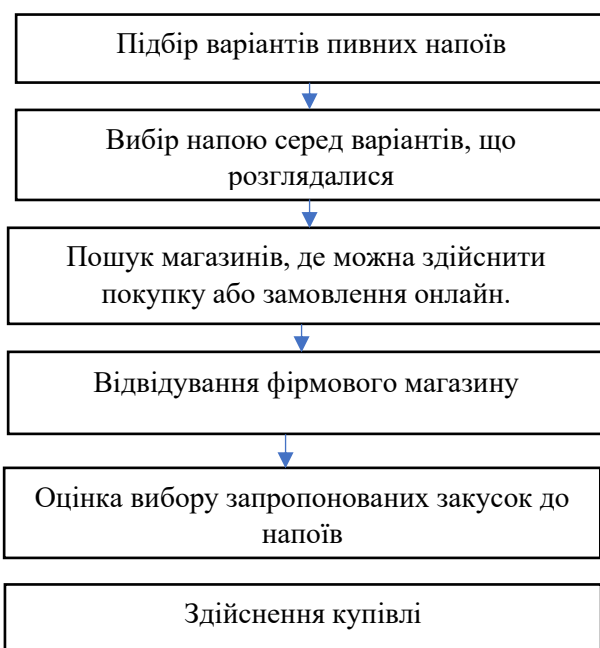 Підбір варіантів пивних напоїв
Вибір напою серед варіантів, що
розглядалися
Пошук магазинів, де можна здійснити
покупку або замовлення онлайн.
Відвідування фірмового магазину
Оцінка вибору запропонованих закусок до
напоїв
Здійснення купівлі